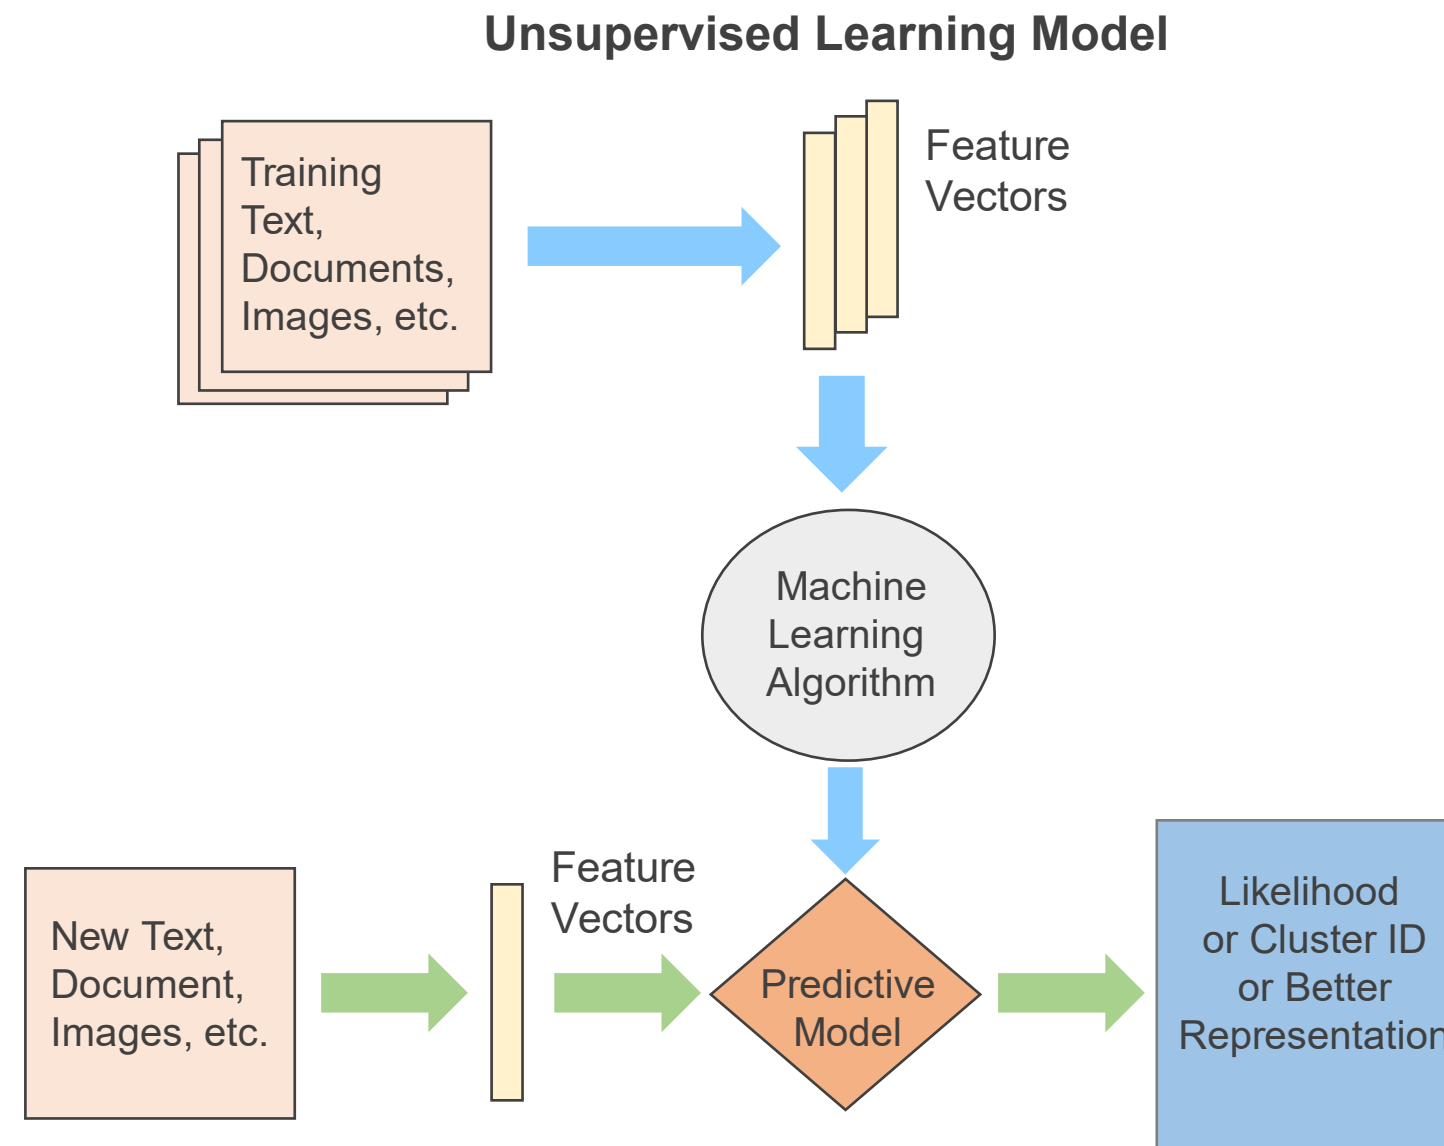 Unsupervised Learning Model
Training
Text,
Documents,
Images, etc.
Feature
Vectors
Machine
Learning
Algorithm
Feature
Vectors
New Text,
Document,
Images, etc.
Predictive
Model
Likelihood
or Cluster ID
or Better
Representation